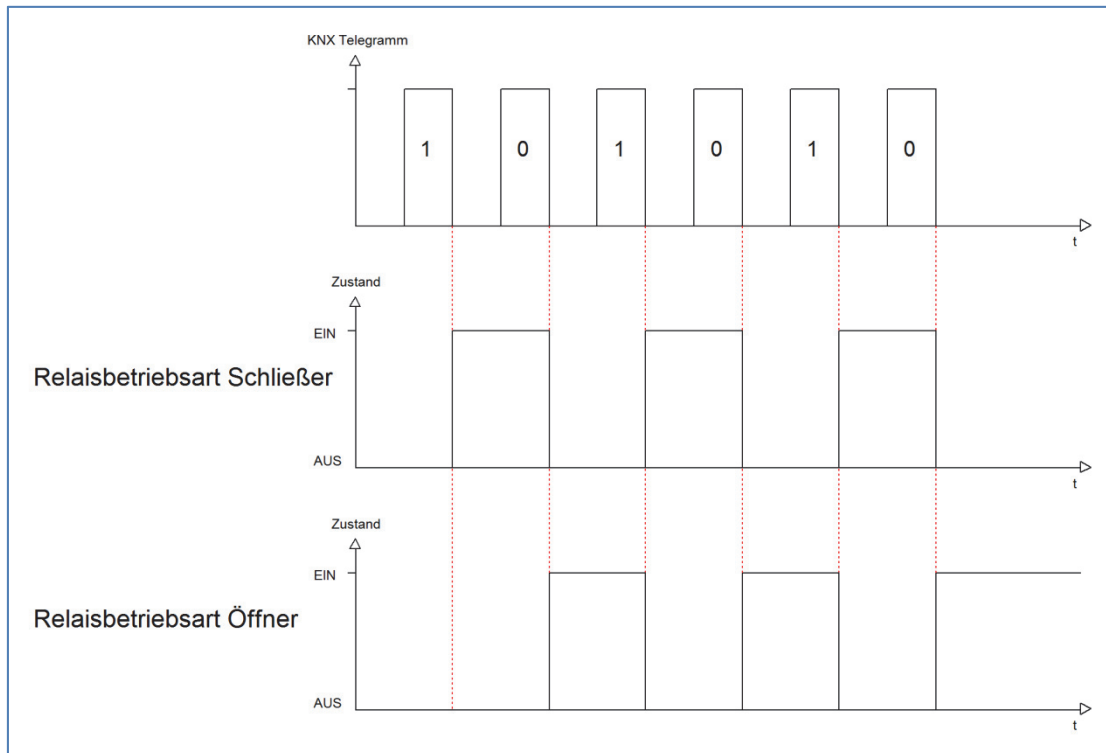 KNX Telegramm
1 0 1 0 1 0
t
Zustand
EIN
Relaisbetriebsart Schließer
AUS
t
Zustand
EIN
Relaisbetriebsart Öffner
AUS
t